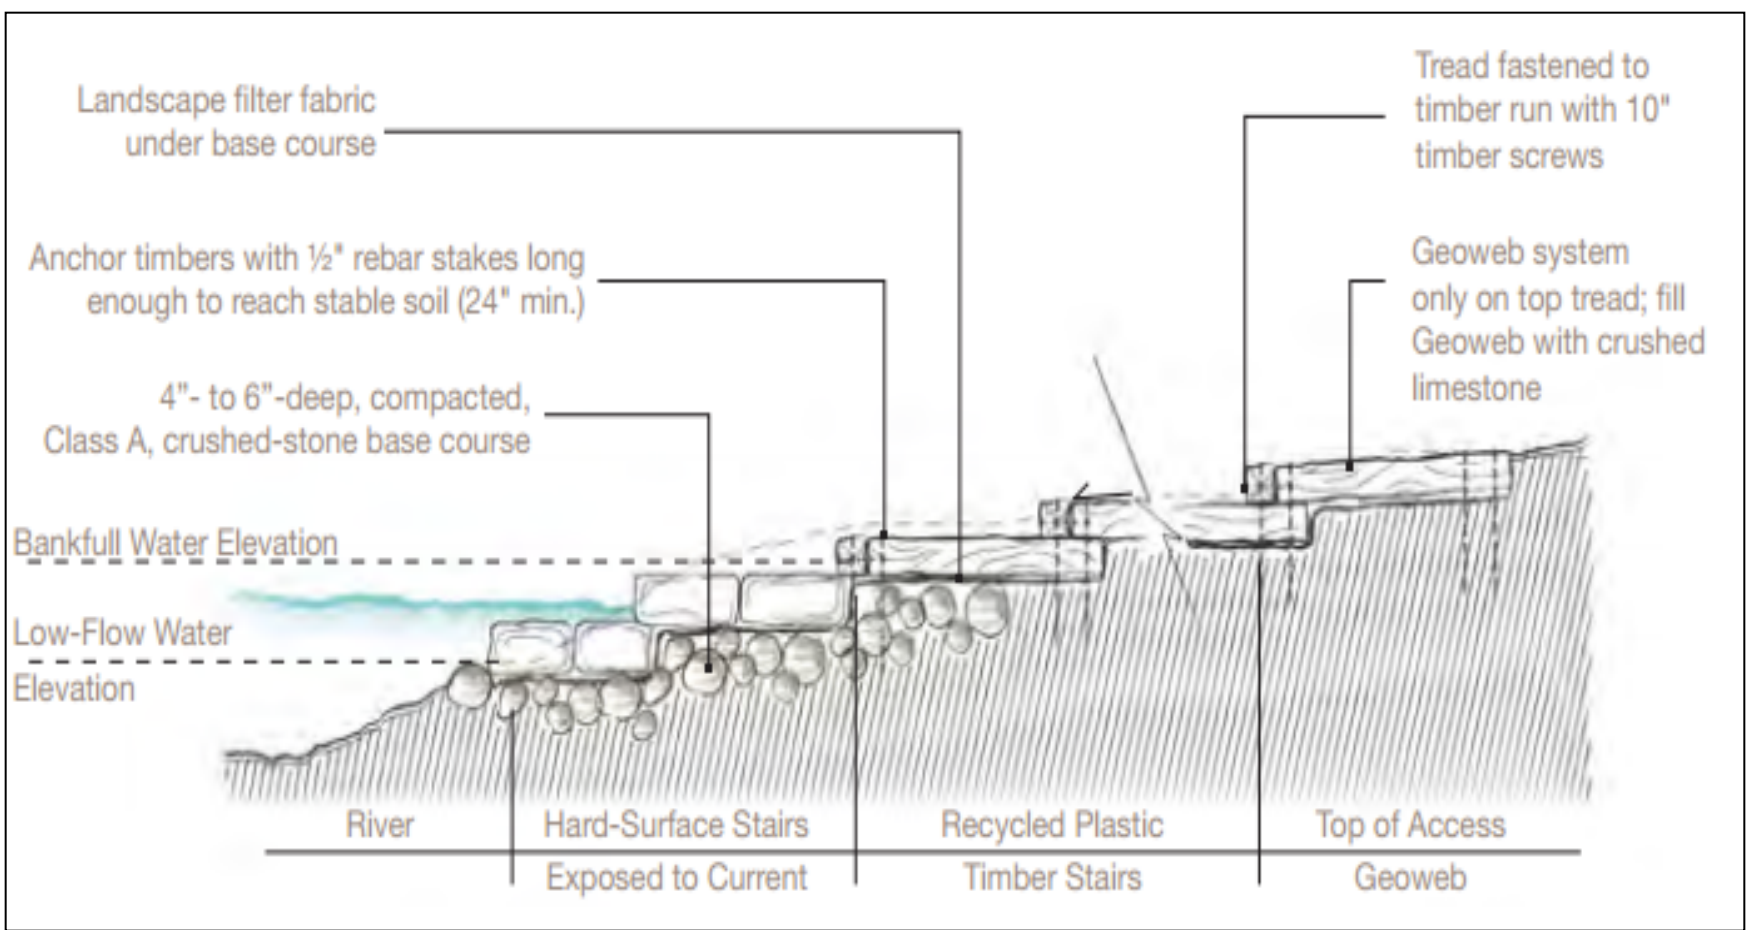 Landscape filter fabric
under base course
Tread fastened to
timber run with 10"
timber screws
Anchor timbers with ½" rebar stakes long
enough to reach stable soil (24" min.)
Geoweb system
only on top tread; fill
Geoweb with crushed
limestone
4"- to 6"-deep, compacted,
Class A, crushed-stone base course
Bankfull Water Elevation
Low-Flow Water
Elevation
River
Hard-Surface Stairs
Exposed to Current
Recycled Plastic
Timber Stairs
Top of Access
Geoweb